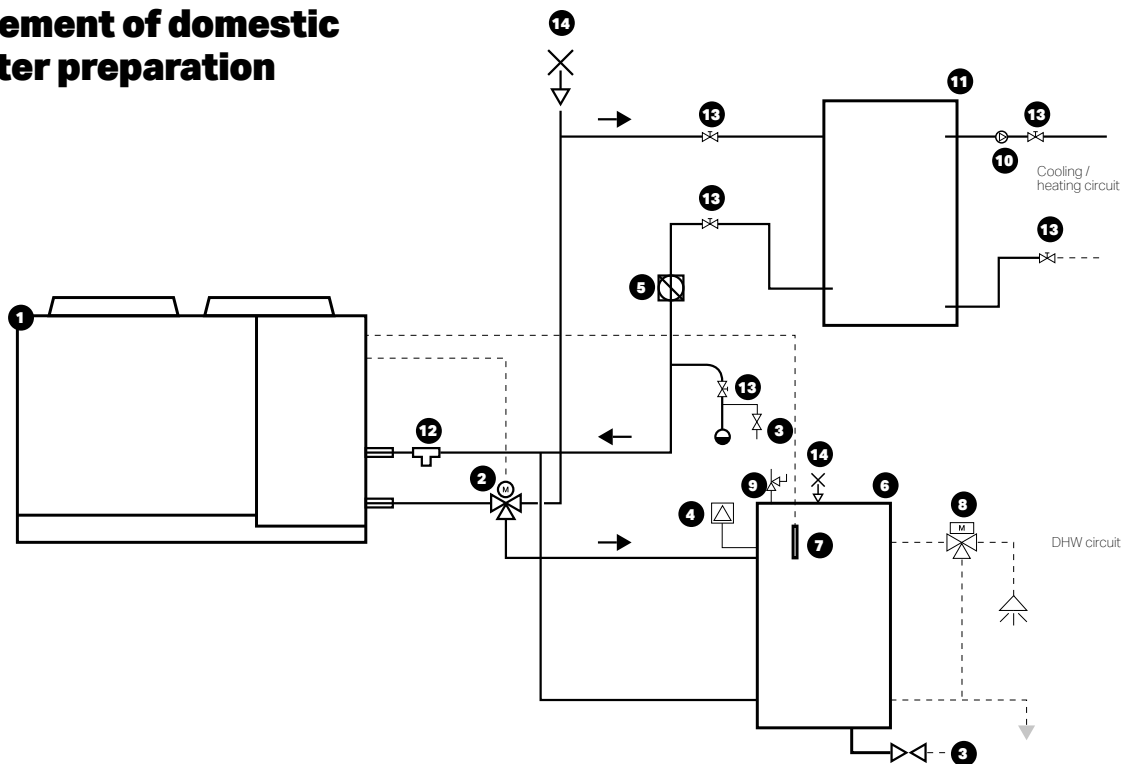 ement of domestic
ter preparation
14
11
13
13
10
Cooling /
heating circuit
13
13
5
1
13
3
12
2
M
14
9
6
4
8
M
7
DHW circuit
3